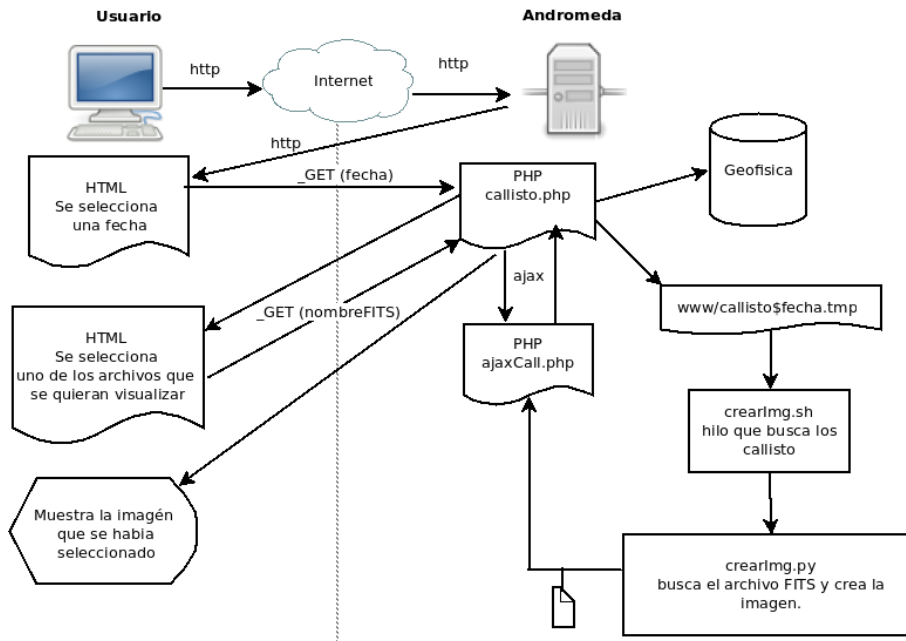 Usuario
Andromeda
http
Internet
http
http
HTML
Se selecciona
una fecha
_GET (fecha)
PHP
callisto.php
Geofisica
ajax
_GET (nombreFITS)
www/callisto$fecha.tmp
HTML
Se selecciona
uno de los archivos que
se quieran visualizar
PHP
ajaxCall.php
crearImg.sh
hilo que busca los
callisto
Muestra la imagén
que se habia
seleccionado
crearImg.py
busca el archivo FITS y crea la
imagen.